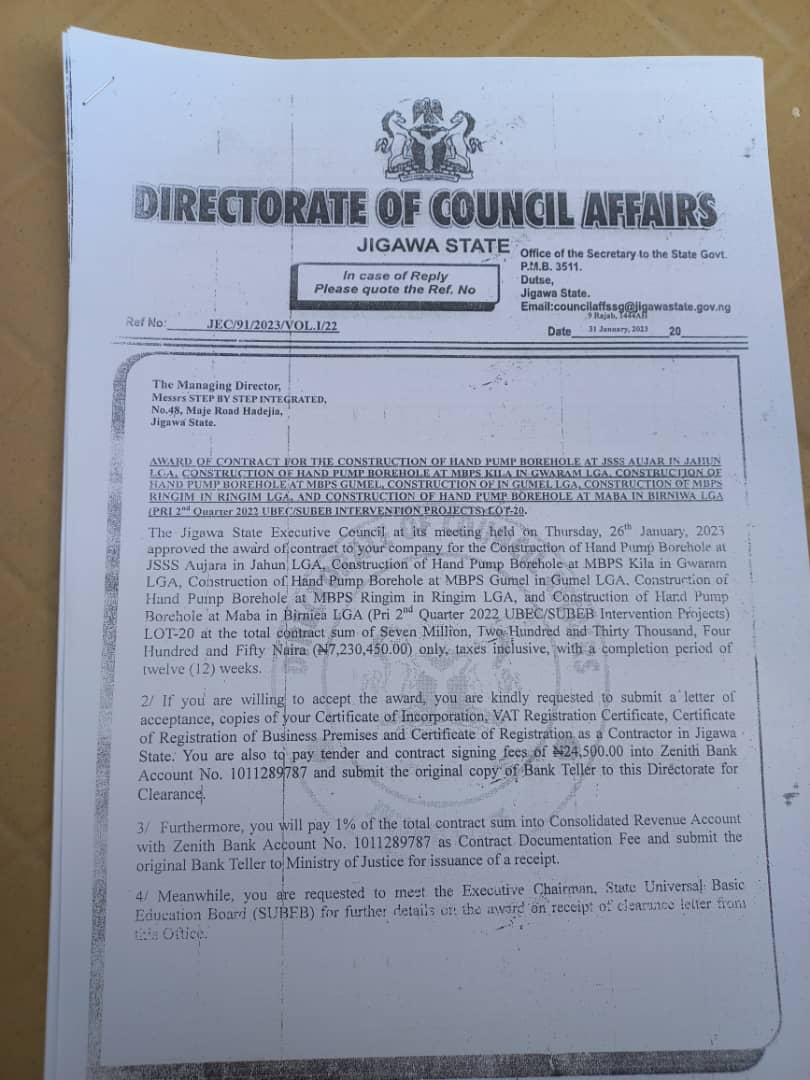 DIRECTORATE OF COUNCIL AFFAIRS
JIGAWA STATE
In case of Reply
Please quote the Ref. No
Office of the Secretary to the State Govt.
P.M.B. 3511.
Dutse,
Jigawa State.
Email:councilaffssg@jigawastate.gov.ng
Ref No: JEC/91/2023/VOL.I/22
9 Rajab, 1444AH
Date 31 January, 2023 20
The Managing Director,
Messrs STEP BY STEP INTEGRATED,
No.48, Maje Road Hadejia,
Jigawa State.
AWARD OF CONTRACT FOR THE CONSTRUCTION OF HAND PUMP BOREHOLE AT JSSS AUJAR IN JAHUN
LGA, CONSTRUCTION OF HAND PUMP BOREHOLE AT MBPS KILA IN GWARAM LGA, CONSTRUCTION OF
HAND PUMP BOREHOLE AT MBPS GUMEL, CONSTRUCTION OF IN GUMEL LGA, CONSTRUCTION OF MBPS
RINGIM IN RINGIM LGA, AND CONSTRUCTION OF HAND PUMP BOREHOLE AT MABA IN BIRNIWA LGA
(PRI 2nd Quarter 2022 UBEC/SUBEB INTERVENTION PROJECTS) LOT-20.
The Jigawa State Executive Council at its meeting held on Thursday, 26th January, 2023
approved the award of contract to your company for the Construction of Hand Pump Borehole at
JSSS Aujara in Jahun LGA, Construction of Hand Pump Borehole at MBPS Kila in Gwaram
LGA, Construction of Hand Pump Borehole at MBPS Gumel in Gumel LGA, Construction of
Hand Pump Borehole at MBPS Ringim in Ringim LGA, and Construction of Hand Pump
Borehole at Maba in Birniea LGA (Pri 2nd Quarter 2022 UBEC/SUBEB Intervention Projects)
LOT-20 at the total contract sum of Seven Million, Two Hundred and Thirty Thousand, Four
Hundred and Fifty Naira (₦7,230,450.00) only, taxes inclusive, with a completion period of
twelve (12) weeks.
2/ If you are willing to accept the award, you are kindly requested to submit a letter of
acceptance, copies of your Certificate of Incorporation, VAT Registration Certificate, Certificate
of Registration of Business Premises and Certificate of Registration as a Contractor in Jigawa
State. You are also to pay tender and contract signing fees of ₦24,500.00 into Zenith Bank
Account No. 1011289787 and submit the original copy of Bank Teller to this Directorate for
Clearance.
3/ Furthermore, you will pay 1% of the total contract sum into Consolidated Revenue Account
with Zenith Bank Account No. 1011289787 as Contract Documentation Fee and submit the
original Bank Teller to Ministry of Justice for issuance of a receipt.
4/ Meanwhile, you are requested to meet the Executive Chairman, State Universal Basic
Education Board (SUBEB) for further details on the award on receipt of clearance letter from
this Office.